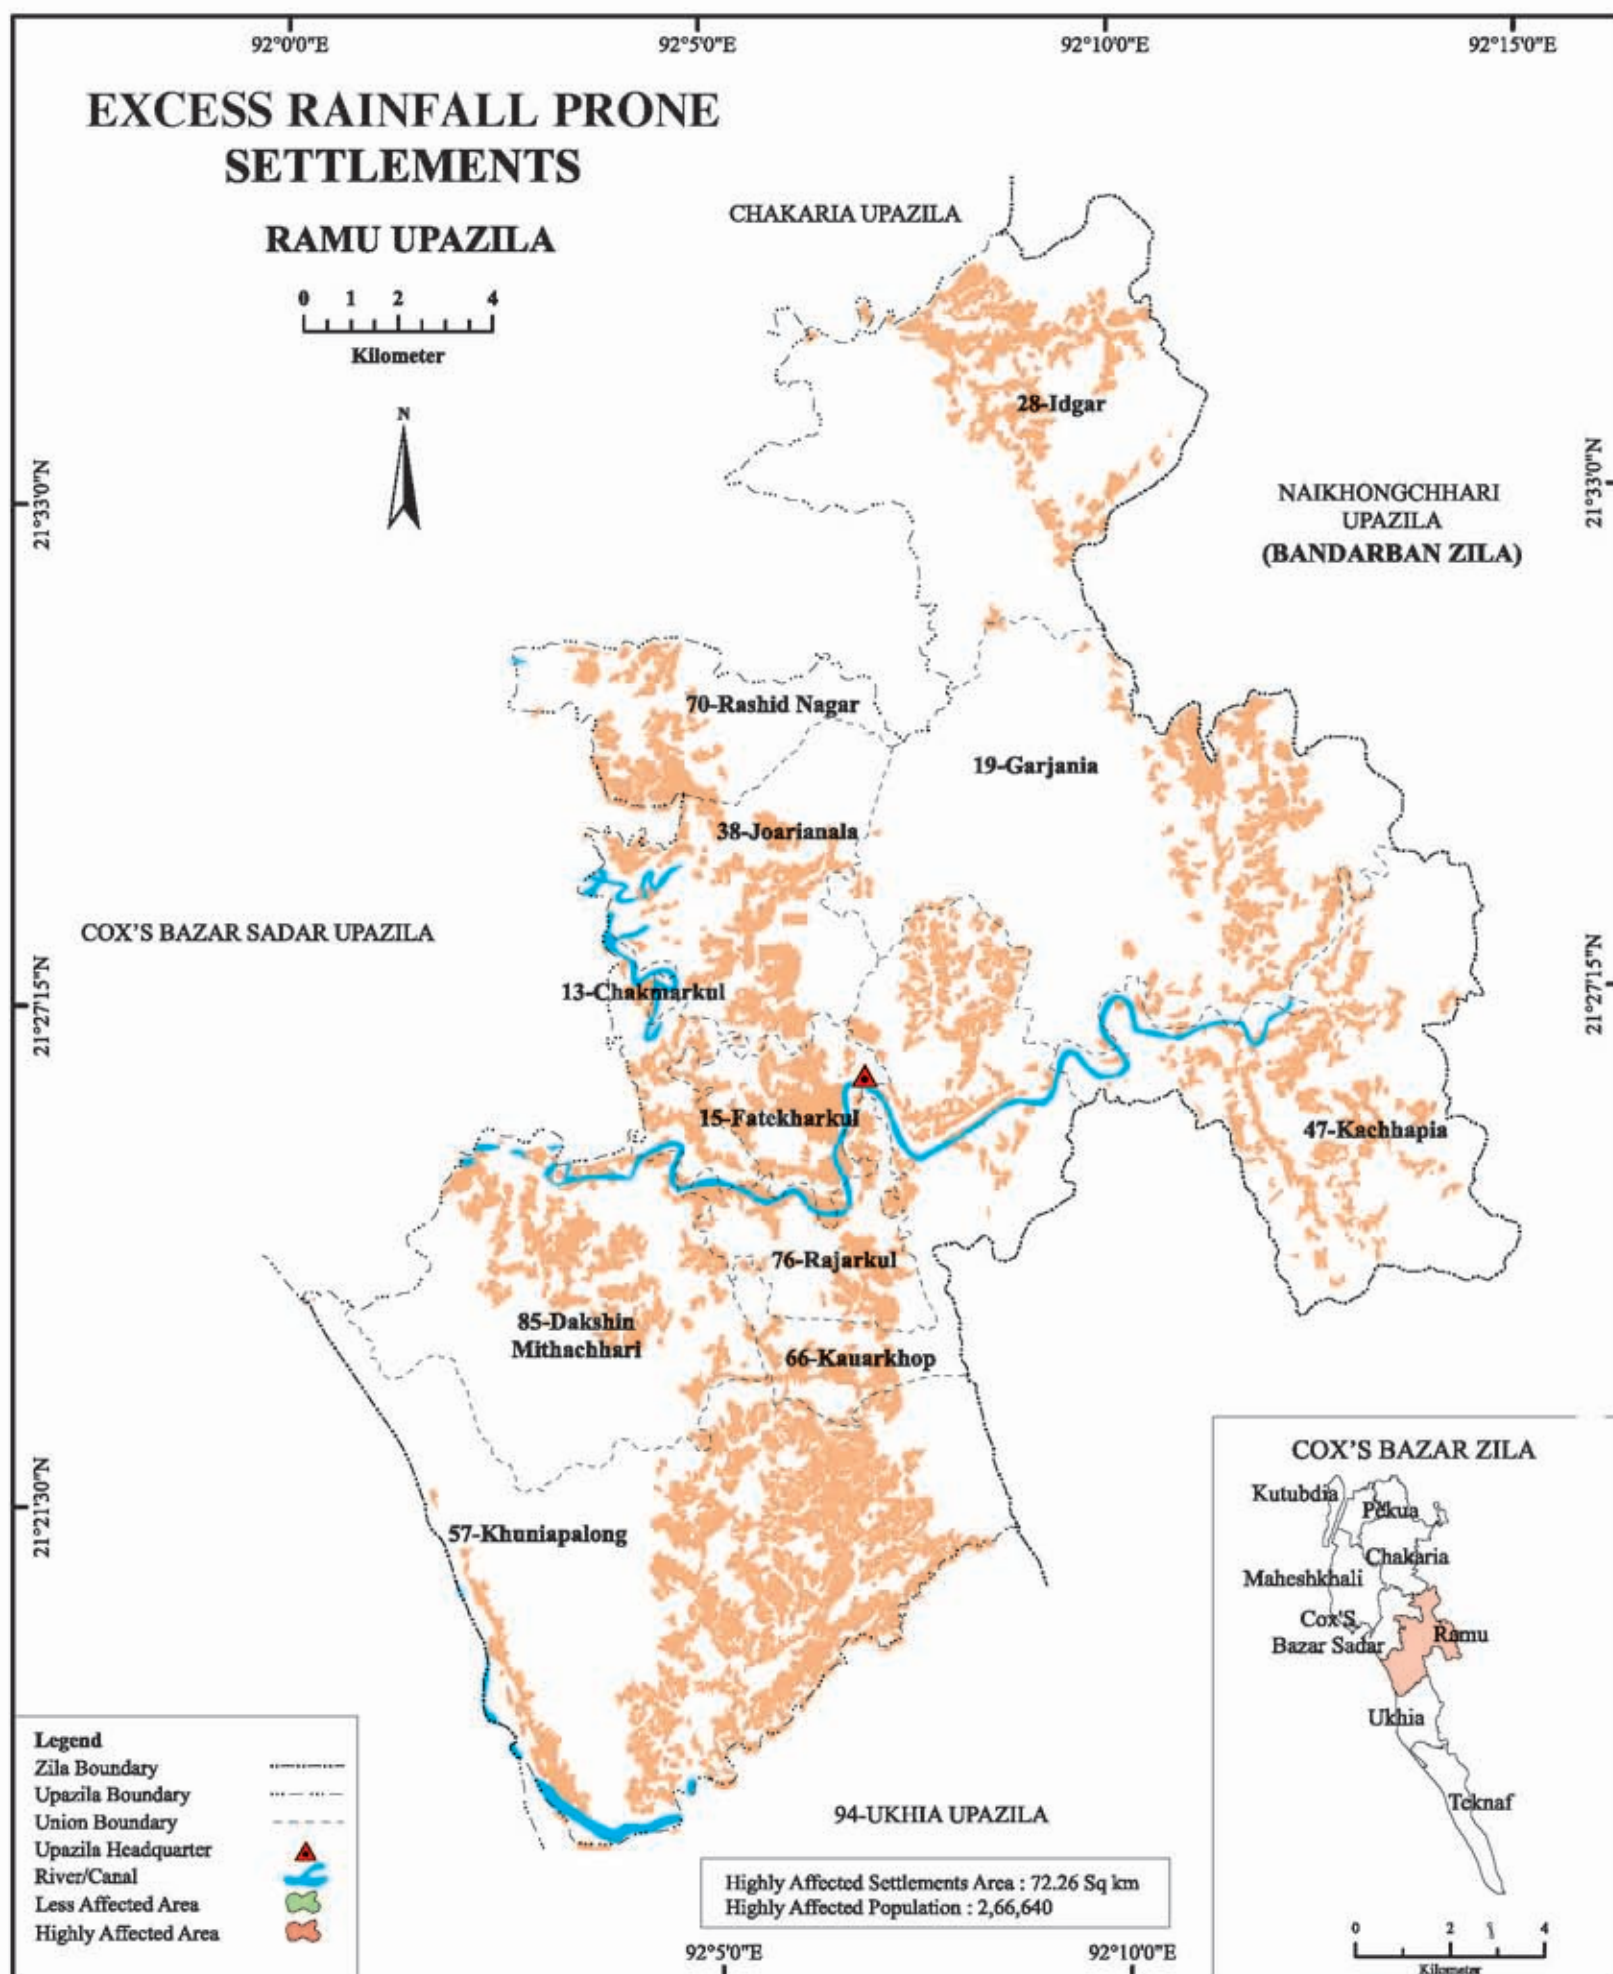 92°0'0"E
92°5'0"E
92°10'0"E
92°15'0"E
EXCESS RAINFALL PRONE
SETTLEMENTS
RAMU UPAZILA
0 1 2 4
Kilometer
N
CHAKARIA UPAZILA
28-Idgar
21°33'0"N
21°33'0"N
NAIKHONGCHHARI
UPAZILA
(BANDARBAN ZILA)
70-Rashid Nagar
19-Garjania
38-Joarianala
COX'S BAZAR SADAR UPAZILA
21°27'15"N
21°27'15"N
13-Chakmarkul
15-Fatekharkul
47-Kachhapia
76-Rajarkul
85-Dakshin
Mithachhari
66-Kauarkhop
21°21'30"N
57-Khuniapalong
94-UKHIA UPAZILA
COX'S BAZAR ZILA
Kutubdia
Pekua
Chakaria
Maheshkhali
Cox'S
Bazar Sadar
Ramu
Ukhia
Teknaf
0 2 3 4
Kilometer
Legend
Zila Boundary
Upazila Boundary
Union Boundary
Upazila Headquarter
River/Canal
Less Affected Area
Highly Affected Area
Highly Affected Settlements Area : 72.26 Sq km
Highly Affected Population : 2,66,640
92°5'0"E
92°10'0"E